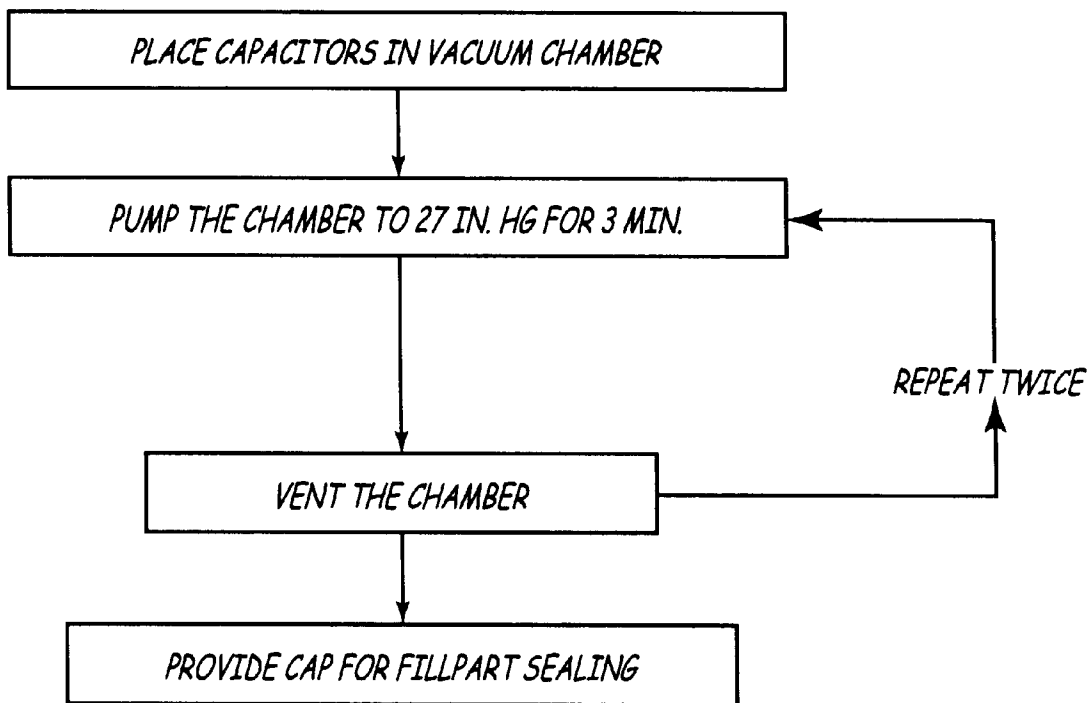 PLACE CAPACITORS IN VACUUM CHAMBER
PUMP THE CHAMBER TO 27 IN. HG FOR 3 MIN.
REPEAT TWICE
VENT THE CHAMBER
PROVIDE CAP FOR FILLPART SEALING